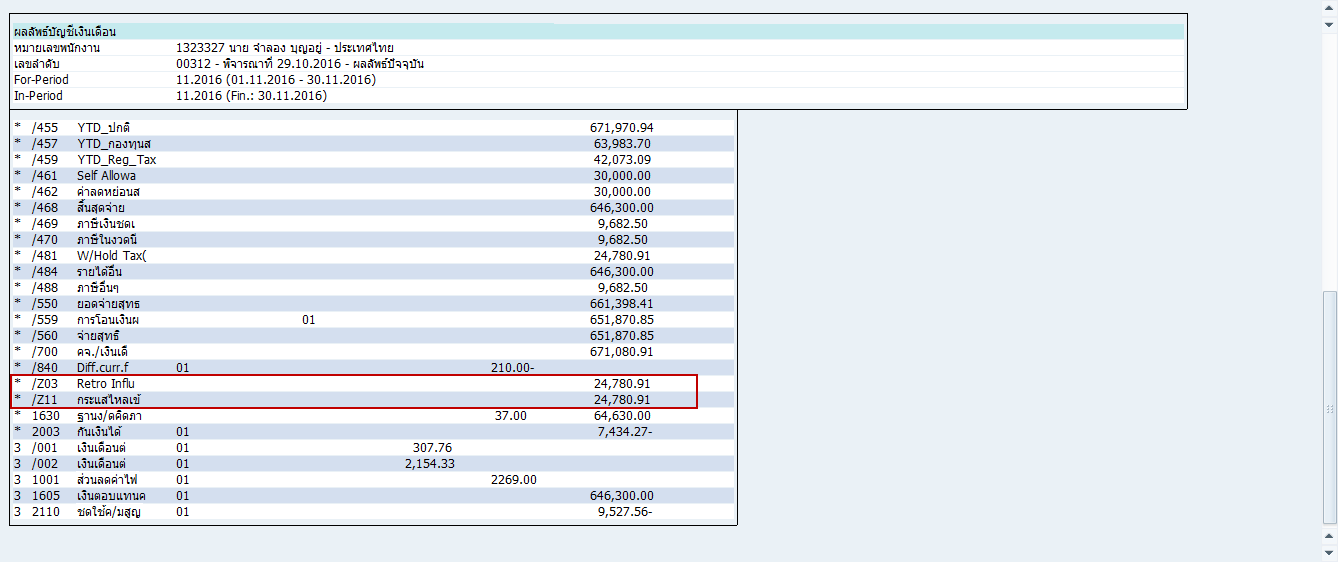 ผลลัพธ์บัญชีเงินเดือน
หมายเลขพนักงาน 1323327 นาย จำลอง บุญอยู่ - ประเทศไทย
เลขลำดับ 00312 - พิจารณาที่ 29.10.2016 - ผลลัพธ์ปัจจุบัน
For-Period 11.2016 (01.11.2016 - 30.11.2016)
In-Period 11.2016 (Fin.: 30.11.2016)
* /455 YTD_ปกติ 671,970.94
* /457 YTD_กองทุนส 63,983.70
* /459 YTD_Reg_Tax 42,073.09
* /461 Self Allowa 30,000.00
* /462 ค่าลดหย่อนส 30,000.00
* /468 สิ้นสุดจ่าย 646,300.00
* /469 ภาษีเงินชดเ 9,682.50
* /470 ภาษีในงวดนี้ 9,682.50
* /481 W/Hold Tax( 24,780.91
* /484 รายได้อื่น 646,300.00
* /488 ภาษีอื่นๆ 9,682.50
* /550 ยอดจ่ายสุทธ 661,398.41
* /559 การโอนเงินผ 01 651,870.85
* /560 จ่ายสุทธิ 651,870.85
* /700 คจ./เงินเดื 671,080.91
* /840 Diff.curr.f 01 210.00-
* /Z03 Retro Influ 24,780.91
* /Z11 กระแสไหลเข้ 24,780.91
* 1630 ฐานง/ดคิดภา 37.00 64,630.00
* 2003 กันเงินได้ 01 7,434.27-
3 /001 เงินเดือนต่ 01 307.76
3 /002 เงินเดือนต่ 01 2,154.33
3 1001 ส่วนลดค่าไฟ 01 2269.00
3 1605 เงินตอบแทนค 01 646,300.00
3 2110 ชดใช้ค/มสูญ 01 9,527.56-